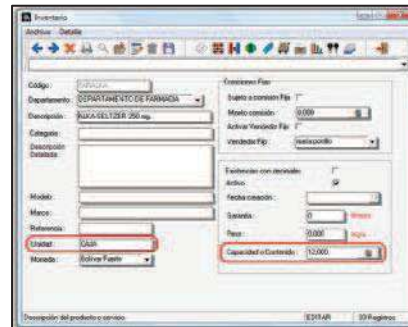 Inventario
Archivo Detalle
Código:
Departamento: DEPARTAMENTO DE FARMACIA
Descripción: ALKA-SELTZER 250 mg.
Categoría:
Descripción
Detallada:
Modelo:
Marca:
Referencia:
Unidad: CAJA
Moneda: Bolívar Fuerte
Comisiones Fijas
Sujeto a comisión Fija
Monto comisión: 0,000
Activar Vendedor Fijo
Vendedor Fijo:
Existencias con decimales
Activo
Fecha creación:
Garantía: 0
Peso: 0,000
Capacidad o Contenido: 12,000
Descripción del producto o servicio
EDITAR